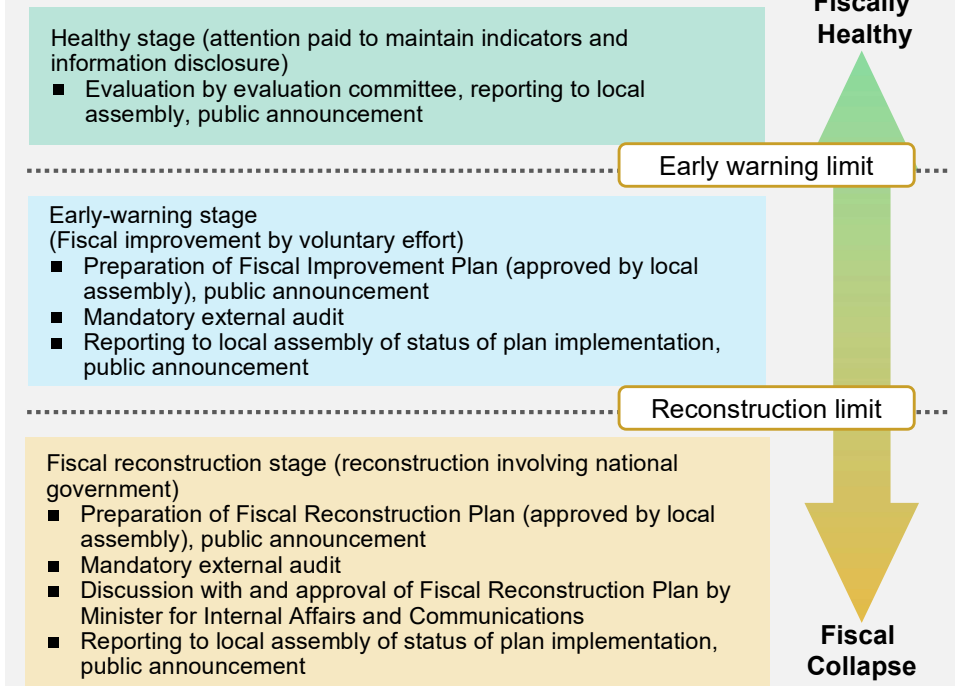 Fiscally
Healthy
Healthy stage (attention paid to maintain indicators and
information disclosure)
■ Evaluation by evaluation committee, reporting to local
assembly, public announcement
Early warning limit
Early-warning stage
(Fiscal improvement by voluntary effort)
■ Preparation of Fiscal Improvement Plan (approved by local
assembly), public announcement
■ Mandatory external audit
■ Reporting to local assembly of status of plan implementation,
public announcement
Reconstruction limit
Fiscal reconstruction stage (reconstruction involving national
government)
■ Preparation of Fiscal Reconstruction Plan (approved by local
assembly), public announcement
■ Mandatory external audit
■ Discussion with and approval of Fiscal Reconstruction Plan by
Minister for Internal Affairs and Communications
■ Reporting to local assembly of status of plan implementation,
public announcement
Fiscal
Collapse